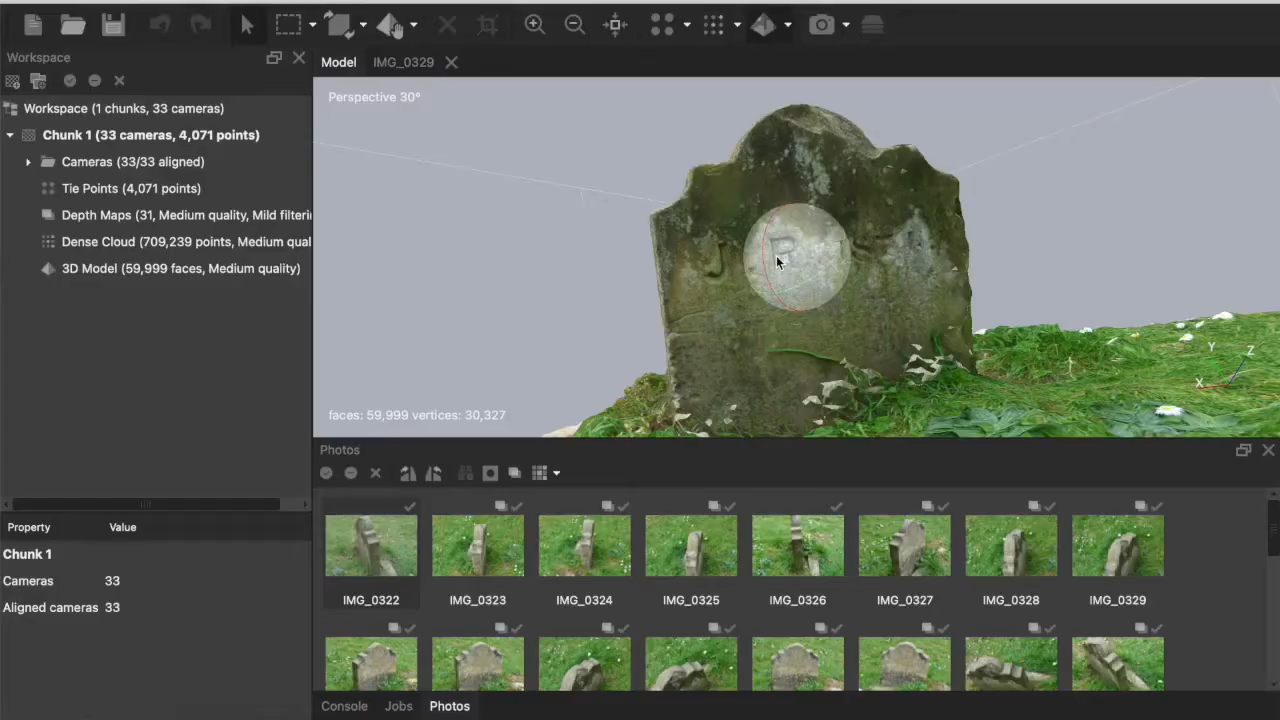 Workspace
Workspace (1 chunks, 33 cameras)
Chunk 1 (33 cameras, 4,071 points)
Cameras (33/33 aligned)
Tie Points (4,071 points)
Depth Maps (31, Medium quality, Mild filteri
Dense Cloud (709,239 points, Medium qual
3D Model (59,999 faces, Medium quality)
Property Value
Chunk 1
Cameras 33
Aligned cameras 33
Model IMG_0329
Perspective 30°
J P
X Y Z
faces: 59,999 vertices: 30,327
Photos
IMG_0322 IMG_0323 IMG_0324 IMG_0325 IMG_0326 IMG_0327 IMG_0328 IMG_0329
Console Jobs Photos